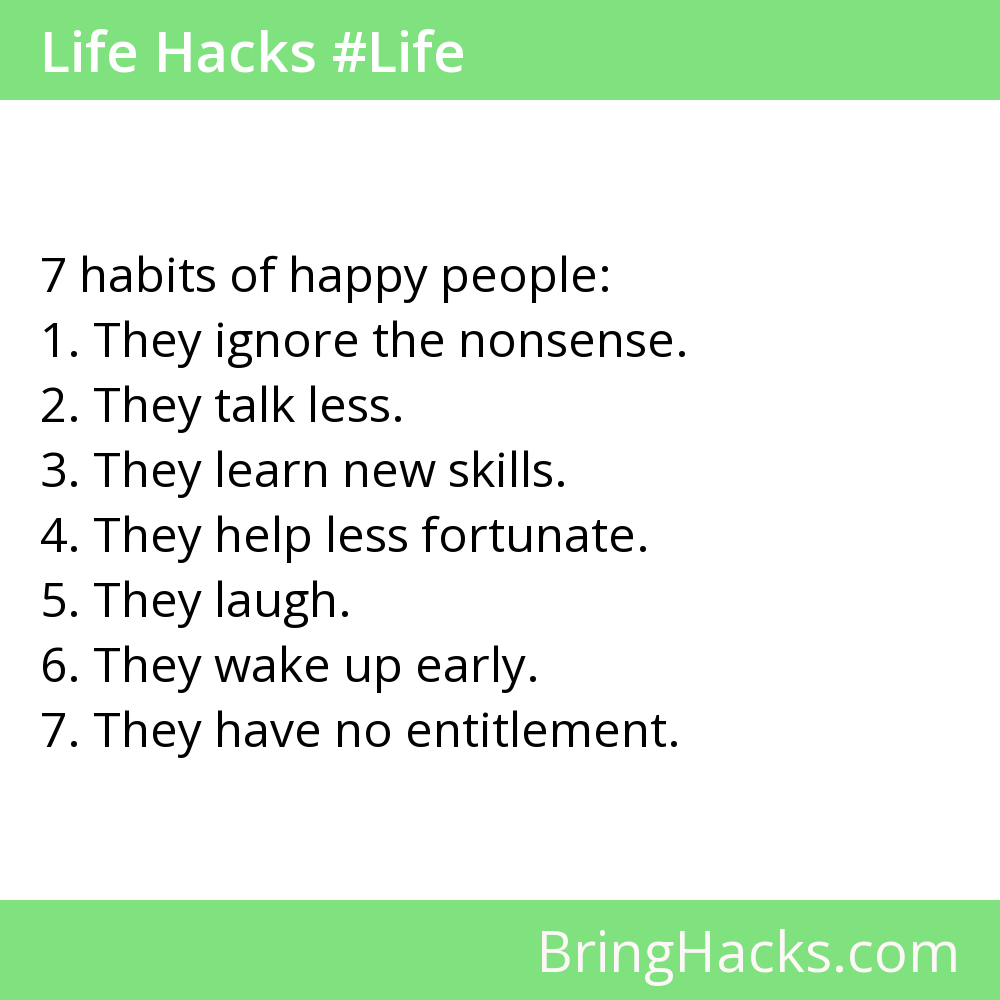 Life Hacks #Life
7 habits of happy people:
1. They ignore the nonsense.
2. They talk less.
3. They learn new skills.
4. They help less fortunate.
5. They laugh.
6. They wake up early.
7. They have no entitlement.
BringHacks.com